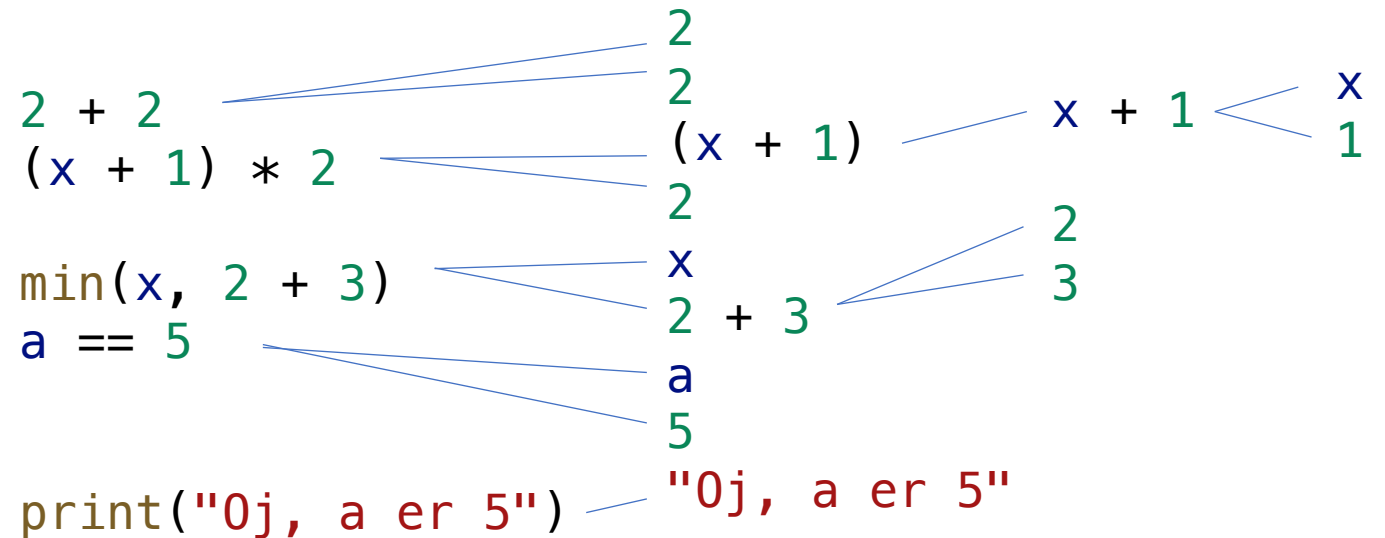 2 + 2
(x + 1) * 2
min(x, 2 + 3)
a == 5
print("Oj, a er 5")
2
2
(x + 1)
2
x
2 + 3
a
5
"Oj, a er 5"
x + 1
2
3
x
1